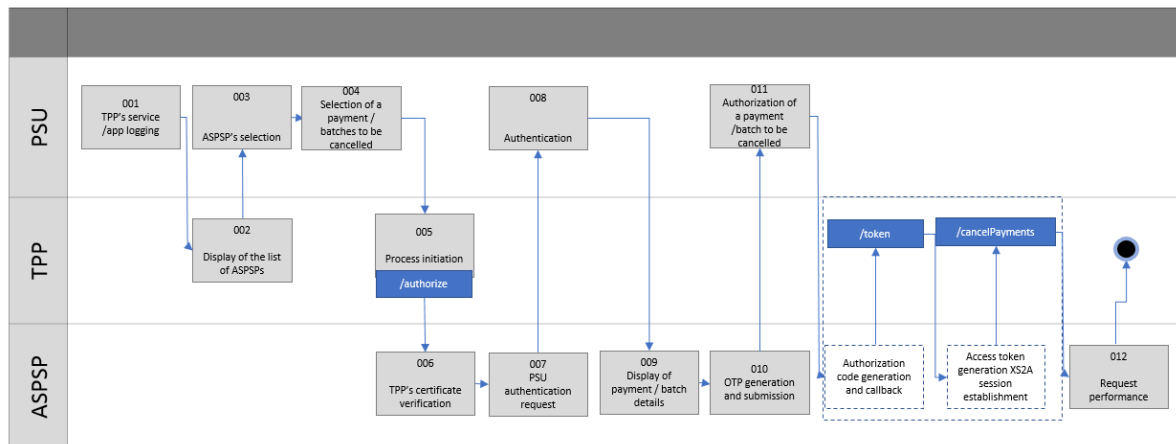 PSU
001
TPP's service
/app logging
003
ASPSP's selection
004
Selection of a
payment /
batches to be
cancelled
008
Authentication
011
Authorization of
a payment
/batch to be
cancelled
TPP
002
Display of the list
of ASPSPs
005
Process initiation
/authorize
/token
/cancelPayments
ASPSP
006
TPP's certificate
verification
007
PSU
authentication
request
009
Display of
payment / batch
details
010
OTP generation
and submission
Authorization
code generation
and callback
Access token
generation XS2A
session
establishment
012
Request
performance